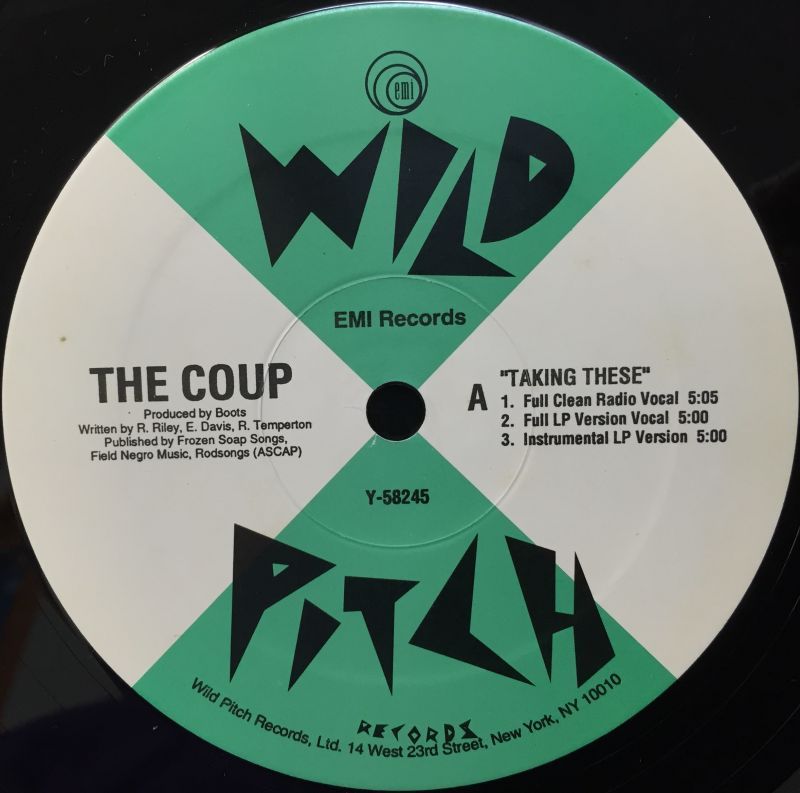 emi
WILD
EMI Records
THE COUP
Produced by Boots
Written by R. Riley, E. Davis, R. Temperton
Published by Frozen Soap Songs,
Field Negro Music, Rodsongs (ASCAP)
A
"TAKING THESE"
1. Full Clean Radio Vocal 5:05
2. Full LP Version Vocal 5:00
3. Instrumental LP Version 5:00
Y-58245
PITCH
RECORDS
Wild Pitch Records, Ltd. 14 West 23rd Street, New York, NY 10010